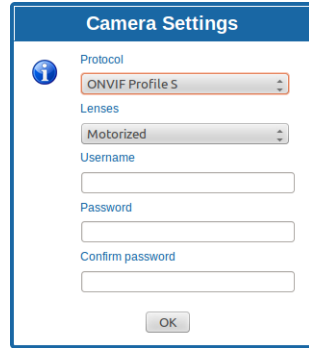 Camera Settings
Protocol
ONVIF Profile S
Lenses
Motorized
Username
Password
Confirm password
OK